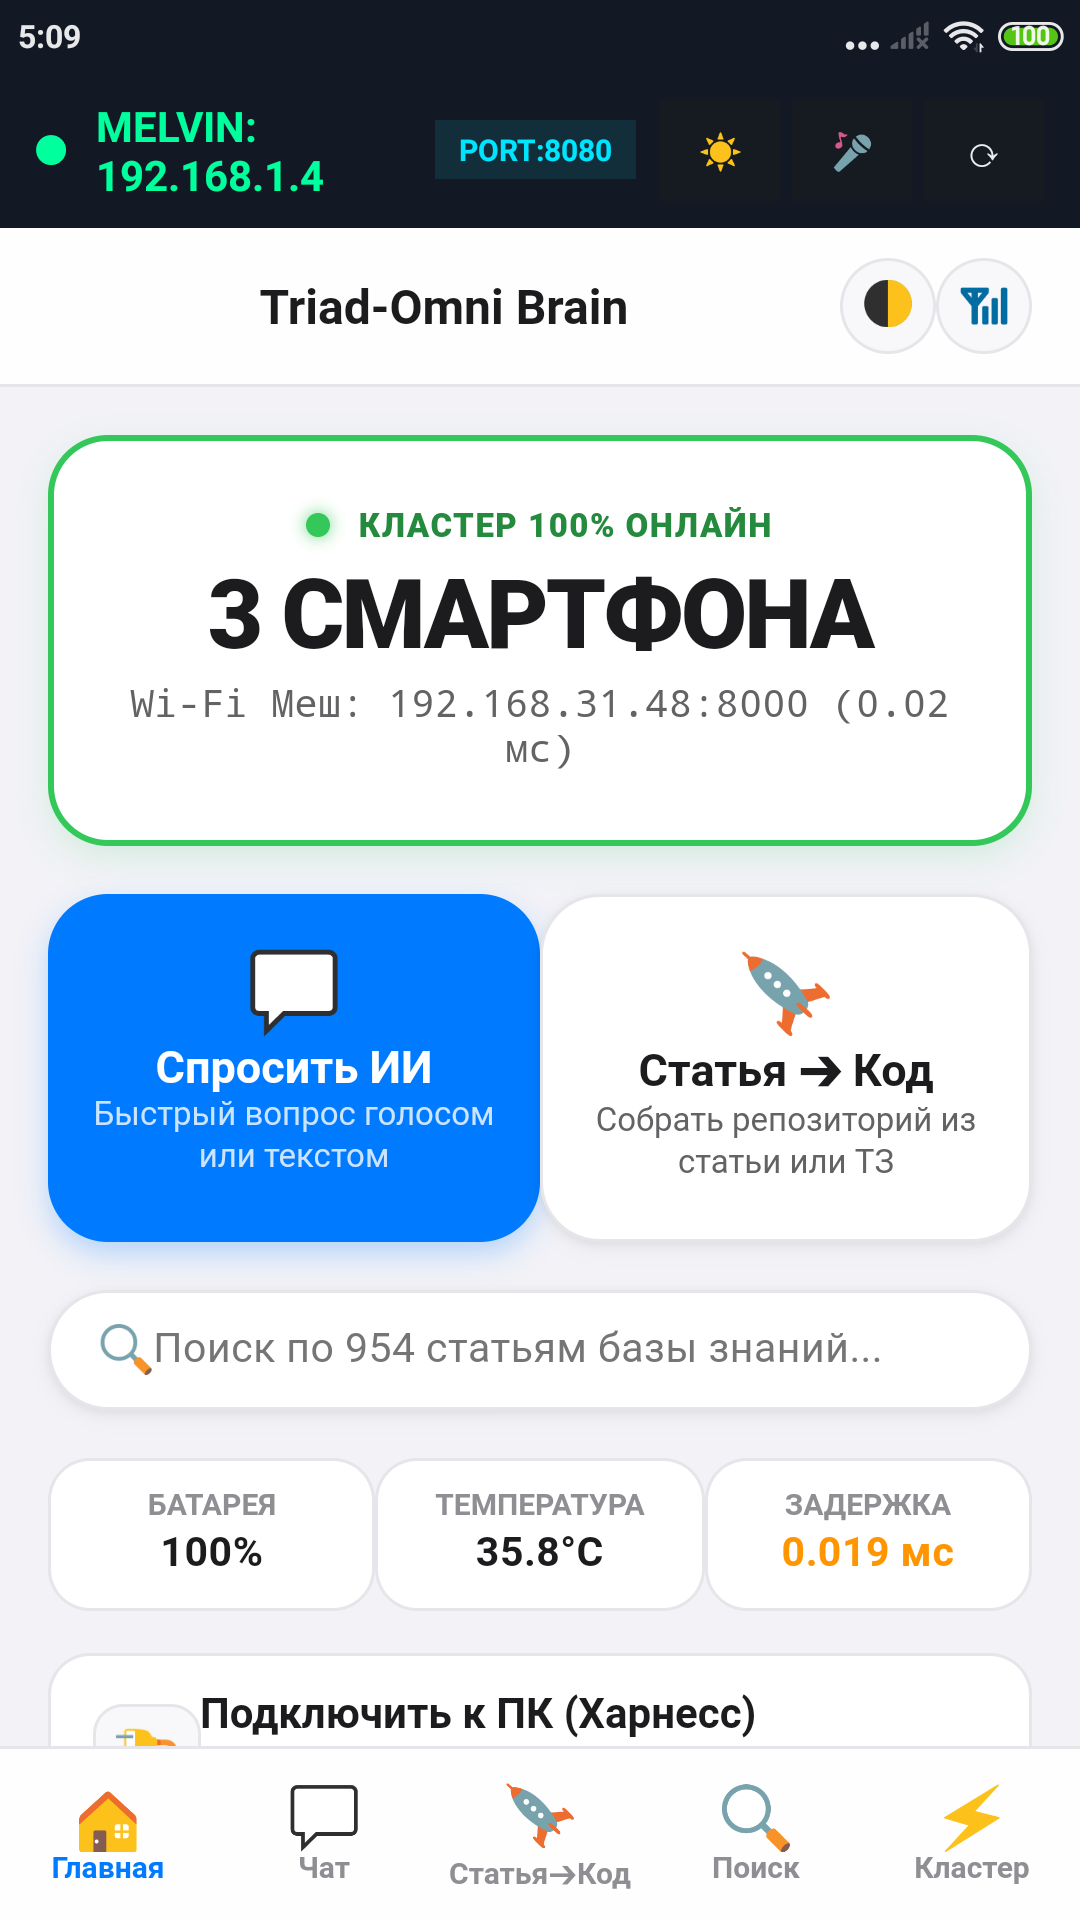 5:09
100
MELVIN:
192.168.1.4
PORT:8080
Triad-Omni Brain
КЛАСТЕР 100% ОНЛАЙН
3 СМАРТФОНА
Wi-Fi Меш: 192.168.31.48:8000 (0.02
мс)
Спросить ИИ
Быстрый вопрос голосом
или текстом
Статья ➔ Код
Собрать репозиторий из
статьи или ТЗ
Поиск по 954 статьям базы знаний...
БАТАРЕЯ
100%
ТЕМПЕРАТУРА
35.8°C
ЗАДЕРЖКА
0.019 мс
Подключить к ПК (Харнесс)
Главная
Чат
Статья→Код
Поиск
Кластер